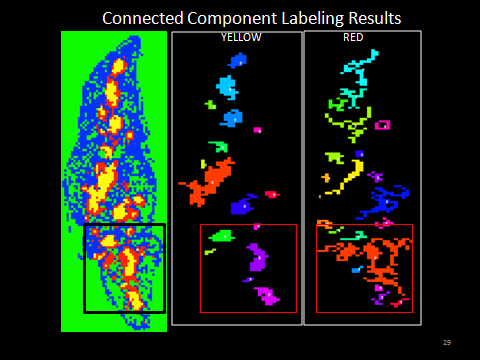 Connected Component Labeling Results
YELLOW
RED
29